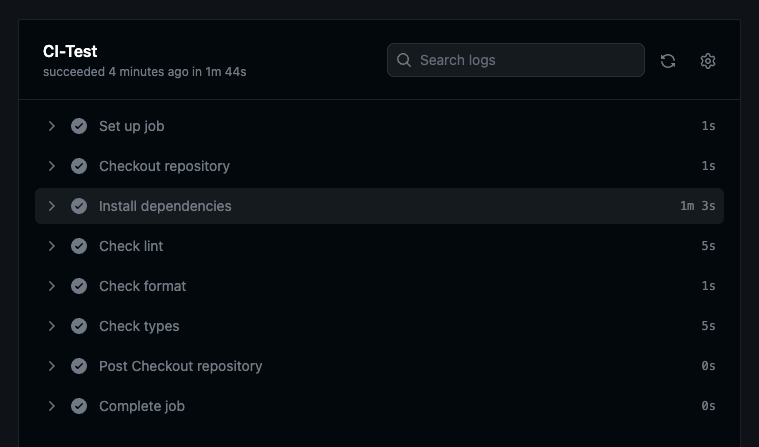 CI-Test
succeeded 4 minutes ago in 1m 44s
Search logs
Set up job 1s
Checkout repository 1s
Install dependencies 1m 3s
Check lint 5s
Check format 1s
Check types 5s
Post Checkout repository 0s
Complete job 0s